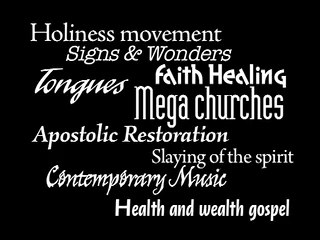 Holiness movement
Signs & Wonders
Tongues
Faith Healing
Mega churches
Apostolic Restoration
Slaying of the spirit
Contemporary Music
Health and wealth gospel